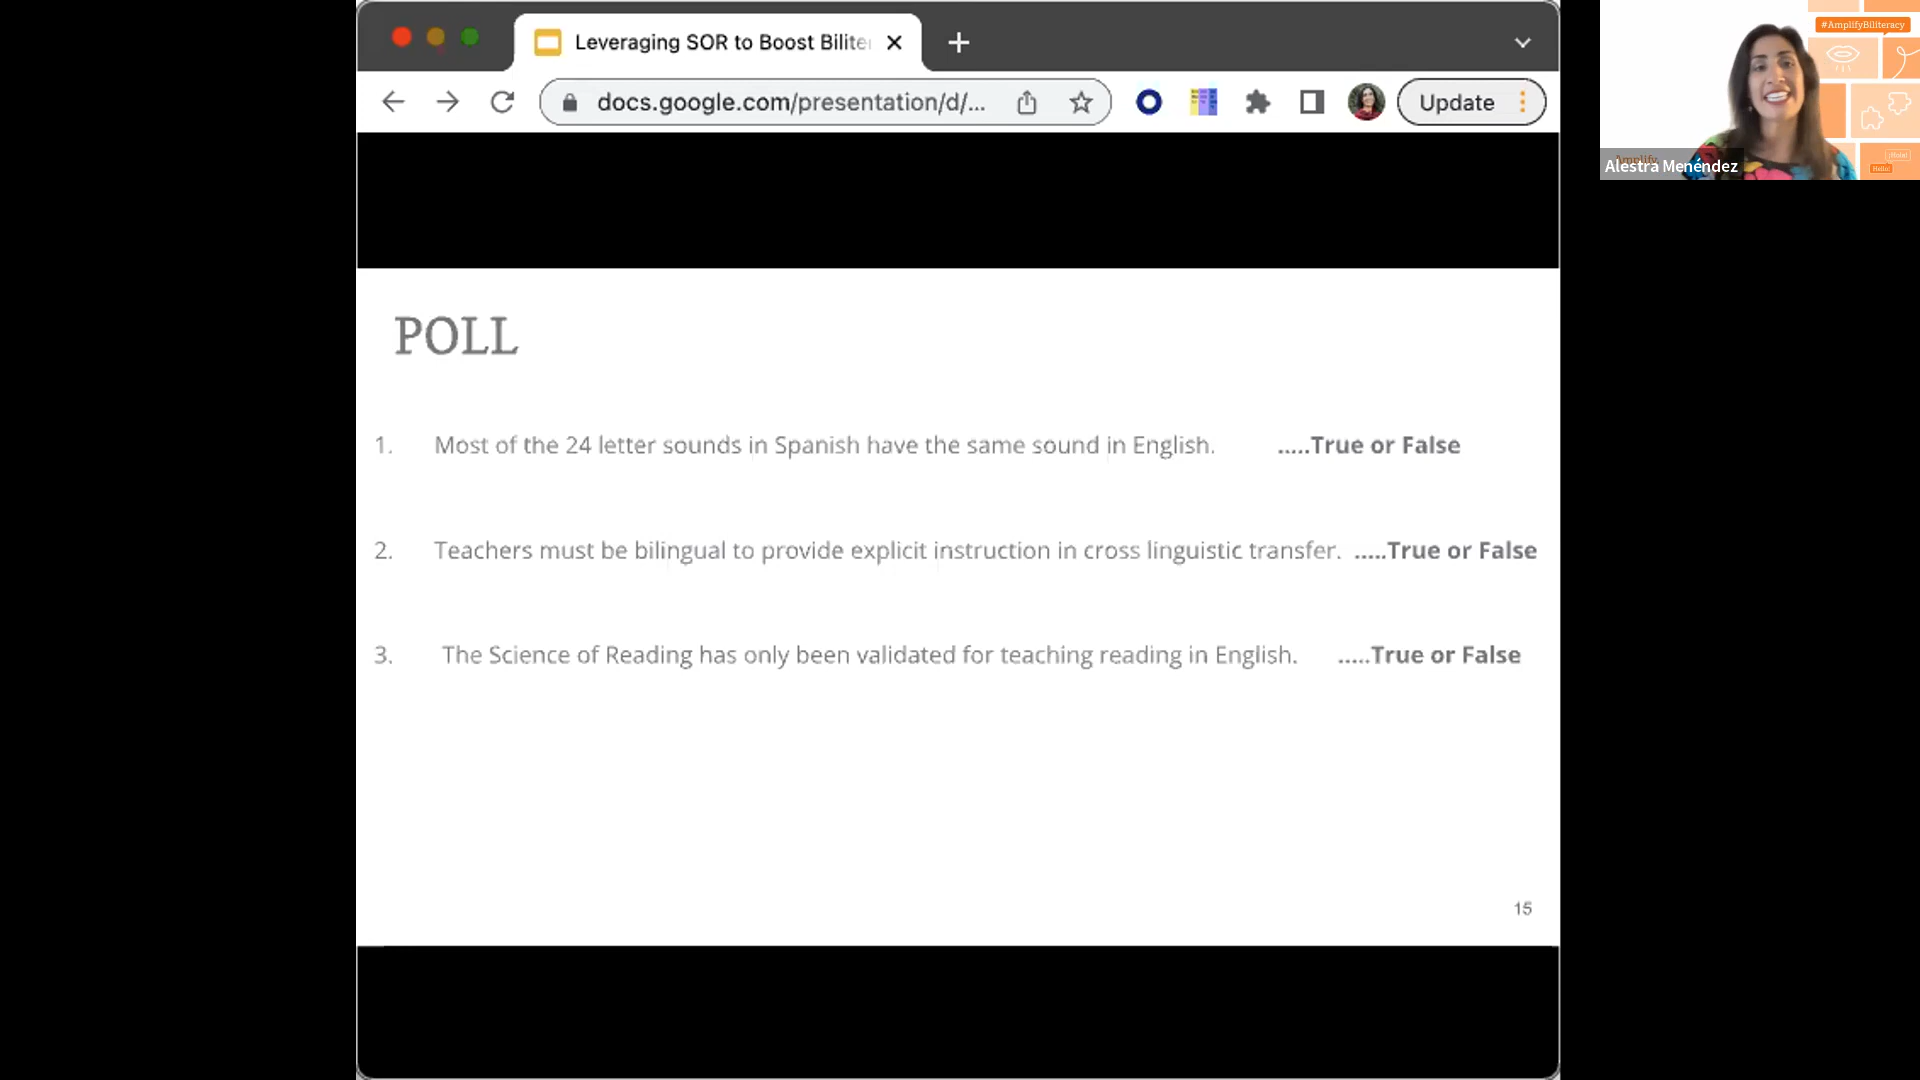 Leveraging SOR to Boost Bilite
docs.google.com/presentation/d/...
Update
#AmplifyBiliteracy
Amplify
¡Hola!
Hello!
Alestra Menéndez
POLL
1. Most of the 24 letter sounds in Spanish have the same sound in English. .....True or False
2. Teachers must be bilingual to provide explicit instruction in cross linguistic transfer. .....True or False
3. The Science of Reading has only been validated for teaching reading in English. .....True or False
15